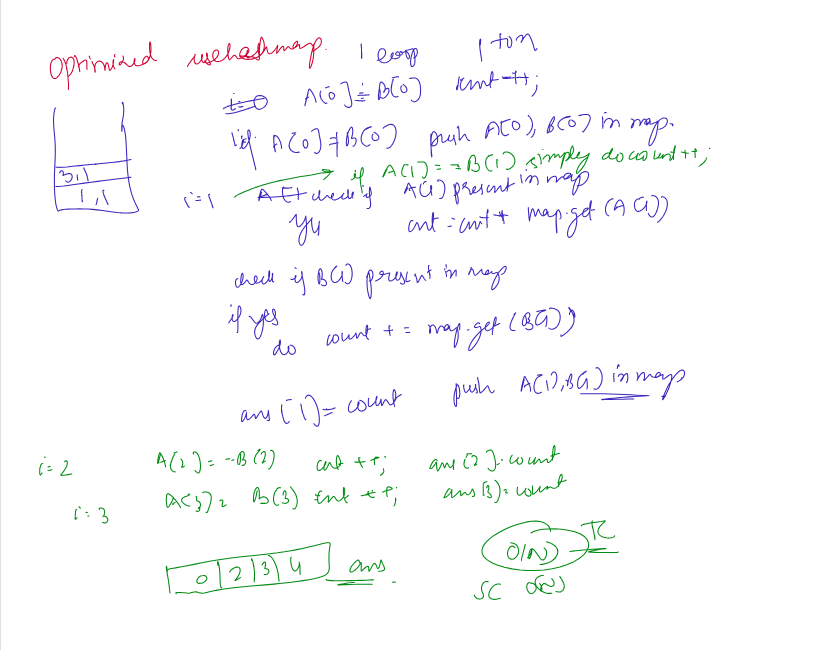 Optimized use hashmap. 1 loop 1 to n
i=0 A[0]==B[0] cnt++;
if A[0]≠B[0] push A[0), B[0) in map.
if A(1)==B(1) simply do count++;
3,1
1,1
i=1 A[1 check if A(1) present in map
cnt = cnt + map.get(A(1))
check if B(1) present in map
if yes
do count += map.get(B(1))
ans[1]= count push A(1),B(1) in map
i=2 A(2)==B(2) cnt++; ans[2]=count
i=3 A(3)= B(3) cnt++; ans(3)=count
0 | 2 | 3 | 4 ans
O(N) TC
SC O(N)